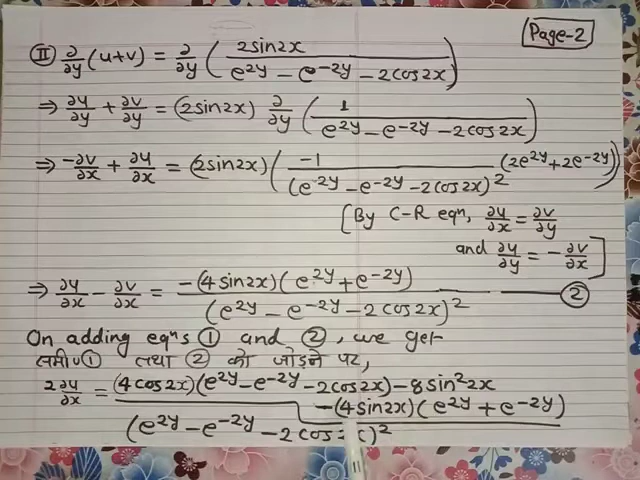 Page-2
II ∂/∂y (u+v) = ∂/∂y ( 2sin2x / (e^2y − e^−2y − 2cos2x) )
⇒ ∂u/∂y + ∂v/∂y = (2sin2x) ∂/∂y ( 1 / (e^2y − e^−2y − 2cos2x) )
⇒ −∂v/∂x + ∂u/∂x = (2sin2x) ( −1 / (e^2y − e^−2y − 2cos2x)^2 (2e^2y + 2e^−2y) )
[By C-R eqn, ∂u/∂x = ∂v/∂y
and ∂u/∂y = −∂v/∂x]
⇒ ∂u/∂x − ∂v/∂x = −(4sin2x)(e^2y + e^−2y) / (e^2y − e^−2y − 2cos2x)^2 — ②
On adding eqns ① and ②, we get-
समी० ① तथा ② को जोड़ने पर,
2∂u/∂x = (4cos2x)(e^2y − e^−2y − 2cos2x) − 8sin^2 2x − (4sin2x)(e^2y + e^−2y) / (e^2y − e^−2y − 2cos2x)^2